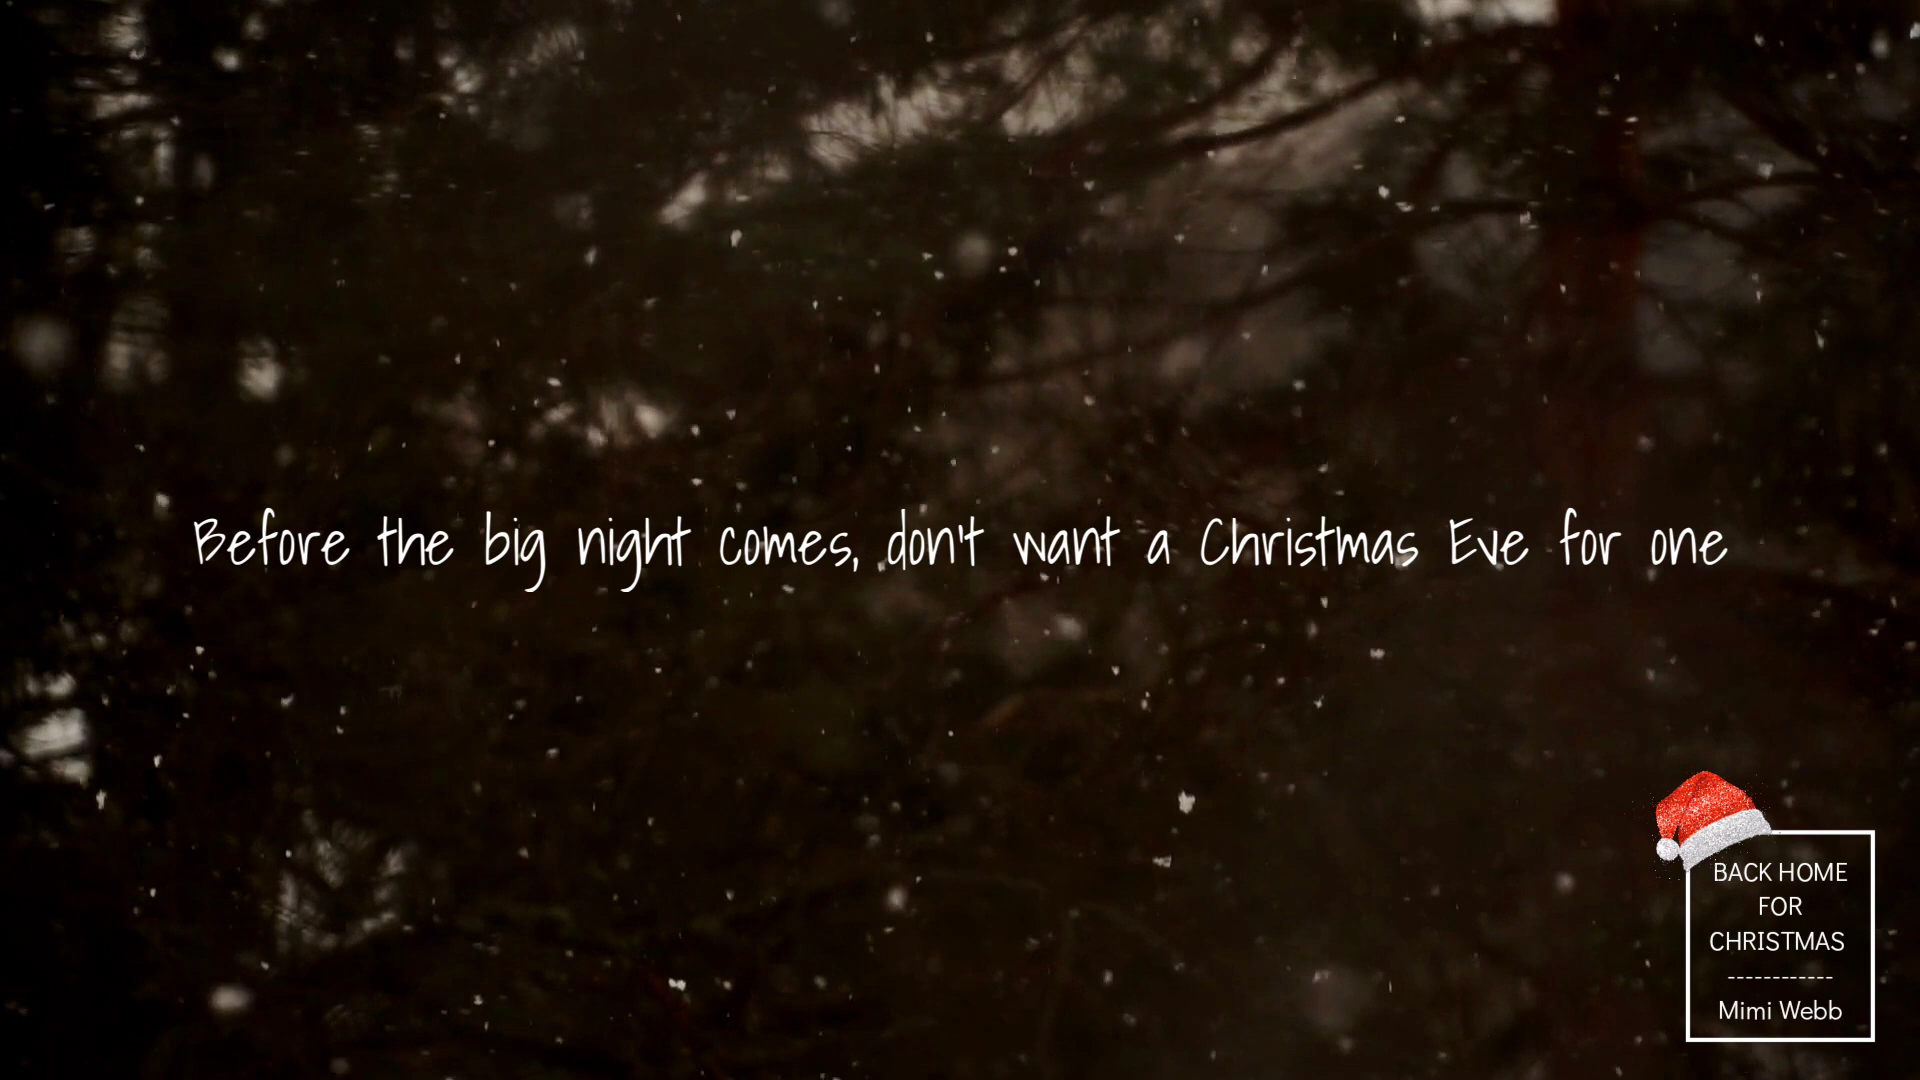 Before the big night comes, don't want a Christmas Eve for one
BACK HOME
FOR
CHRISTMAS
------------
Mimi Webb